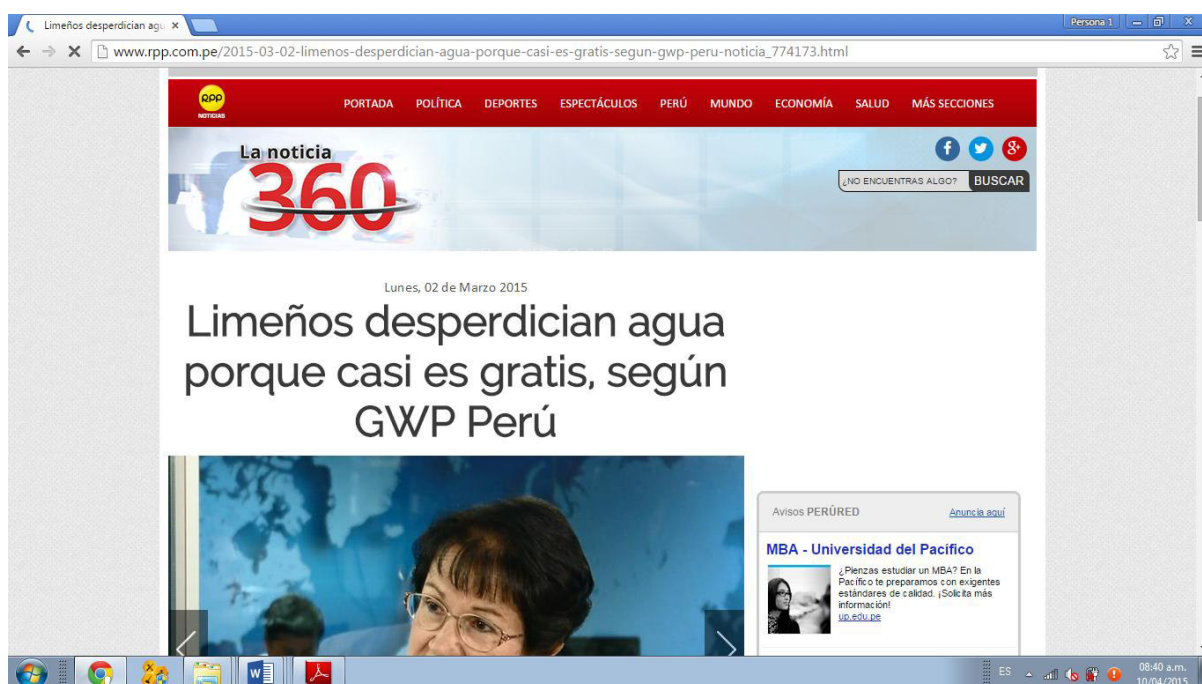 Limeños desperdician agu
Persona 1
www.rpp.com.pe/2015-03-02-limenos-desperdician-agua-porque-casi-es-gratis-segun-gwp-peru-noticia_774173.html
RPP
NOTICIAS
PORTADA POLÍTICA DEPORTES ESPECTÁCULOS PERÚ MUNDO ECONOMÍA SALUD MÁS SECCIONES
La noticia
360
¿NO ENCUENTRAS ALGO? BUSCAR
Lunes, 02 de Marzo 2015
Limeños desperdician agua
porque casi es gratis, según
GWP Perú
Avisos PERÚRED Anuncia aquí
MBA - Universidad del Pacífico
¿Pienzas estudiar un MBA? En la
Pacífico te preparamos con exigentes
estándares de calidad. ¡Solicita más
información!
up.edu.pe
ES
08:40 a.m.
10/04/2015